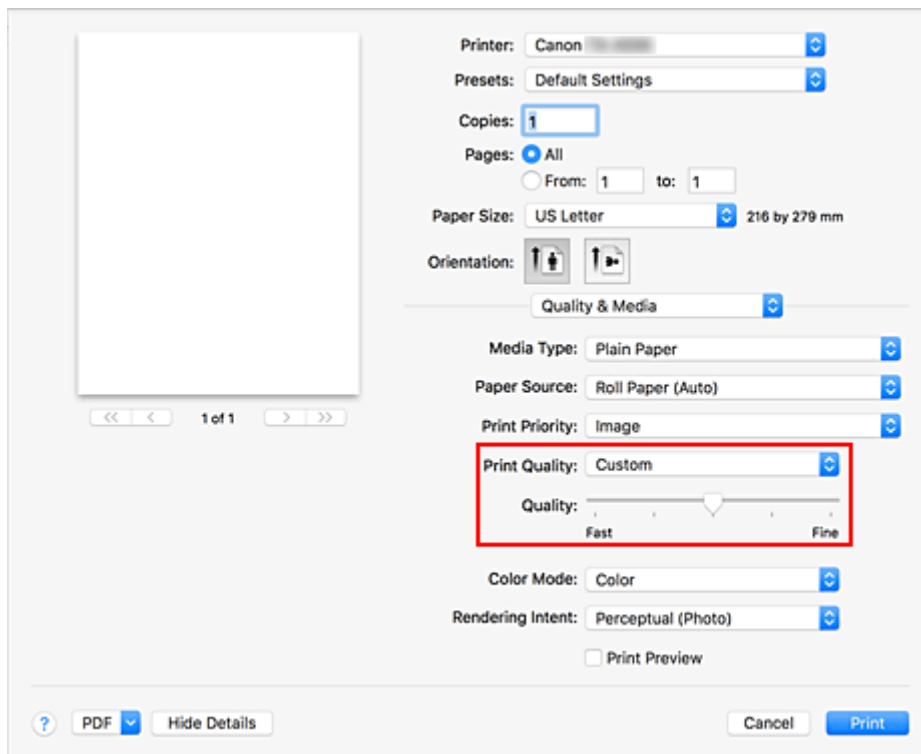 Printer: Canon
Presets: Default Settings
Copies: 1
Pages: All
From: 1 to: 1
Paper Size: US Letter 216 by 279 mm
Orientation:
Quality & Media
Media Type: Plain Paper
Paper Source: Roll Paper (Auto)
1 of 1
Print Priority: Image
Print Quality: Custom
Quality:
Fast Fine
Color Mode: Color
Rendering Intent: Perceptual (Photo)
Print Preview
? PDF Hide Details Cancel Print